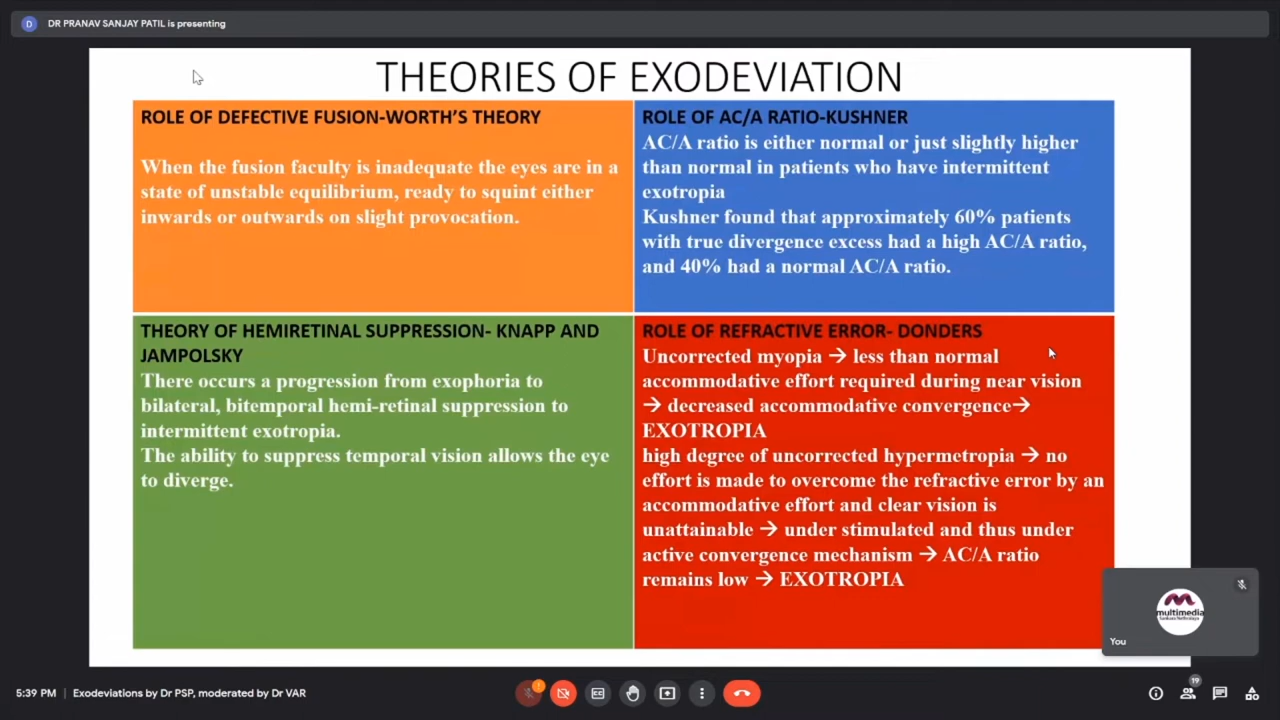 D DR PRANAV SANJAY PATIL is presenting
THEORIES OF EXODEVIATION
ROLE OF DEFECTIVE FUSION-WORTH'S THEORY
When the fusion faculty is inadequate the eyes are in a
state of unstable equilibrium, ready to squint either
inwards or outwards on slight provocation.
ROLE OF AC/A RATIO-KUSHNER
AC/A ratio is either normal or just slightly higher
than normal in patients who have intermittent
exotropia
Kushner found that approximately 60% patients
with true divergence excess had a high AC/A ratio,
and 40% had a normal AC/A ratio.
THEORY OF HEMIRETINAL SUPPRESSION- KNAPP AND
JAMPOLSKY
There occurs a progression from exophoria to
bilateral, bitemporal hemi-retinal suppression to
intermittent exotropia.
The ability to suppress temporal vision allows the eye
to diverge.
ROLE OF REFRACTIVE ERROR- DONDERS
Uncorrected myopia → less than normal
accommodative effort required during near vision
→ decreased accommodative convergence→
EXOTROPIA
high degree of uncorrected hypermetropia → no
effort is made to overcome the refractive error by an
accommodative effort and clear vision is
unattainable → under stimulated and thus under
active convergence mechanism → AC/A ratio
remains low → EXOTROPIA
multimedia
You
5:39 PM | Exodeviations by Dr PSP, moderated by Dr VAR
19